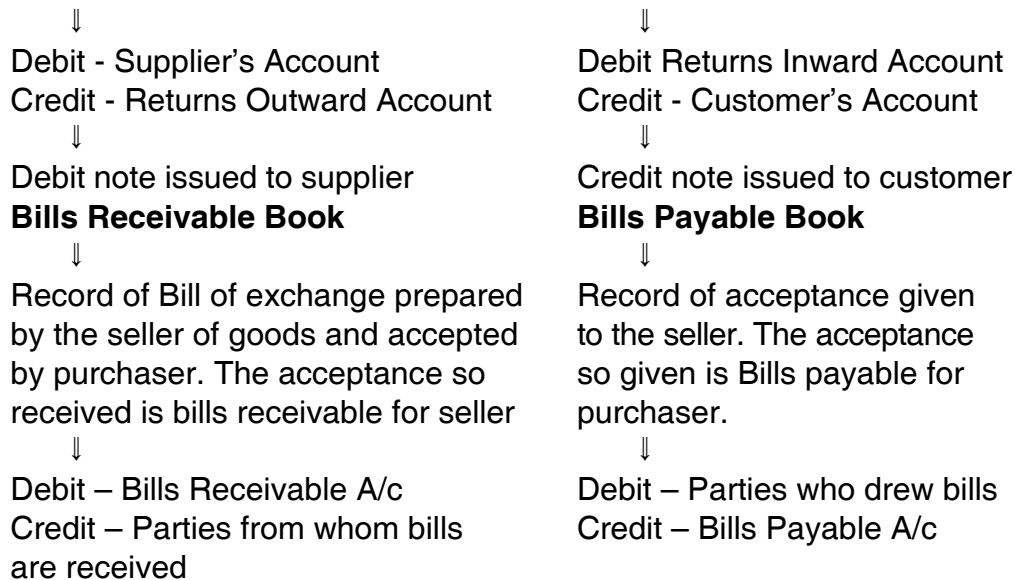 ⇓
Debit - Supplier's Account
Credit - Returns Outward Account
⇓
Debit note issued to supplier
Bills Receivable Book
⇓
Record of Bill of exchange prepared
by the seller of goods and accepted
by purchaser. The acceptance so
received is bills receivable for seller
⇓
Debit – Bills Receivable A/c
Credit – Parties from whom bills
are received
⇓
Debit Returns Inward Account
Credit - Customer's Account
⇓
Credit note issued to customer
Bills Payable Book
⇓
Record of acceptance given
to the seller. The acceptance
so given is Bills payable for
purchaser.
⇓
Debit – Parties who drew bills
Credit – Bills Payable A/c